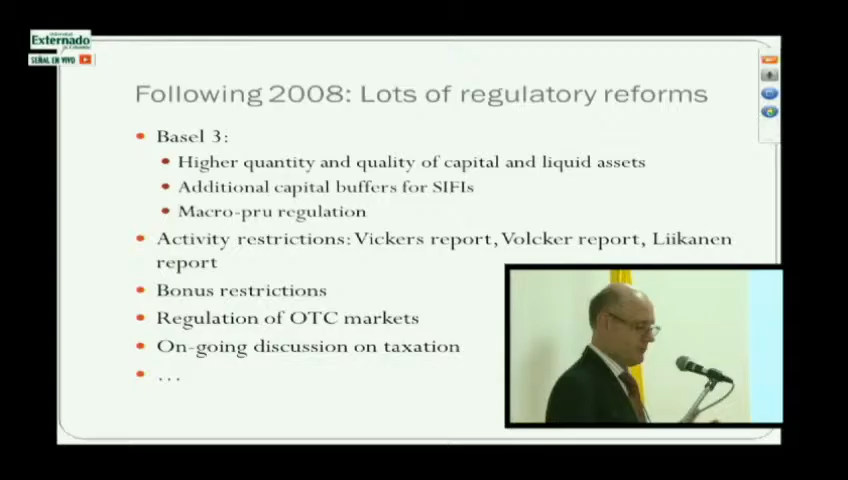 Externado
SEÑAL EN VIVO
Following 2008: Lots of regulatory reforms
Basel 3:
Higher quantity and quality of capital and liquid assets
Additional capital buffers for SIFIs
Macro-pru regulation
Activity restrictions: Vickers report, Volcker report, Liikanen
report
Bonus restrictions
Regulation of OTC markets
On-going discussion on taxation
...